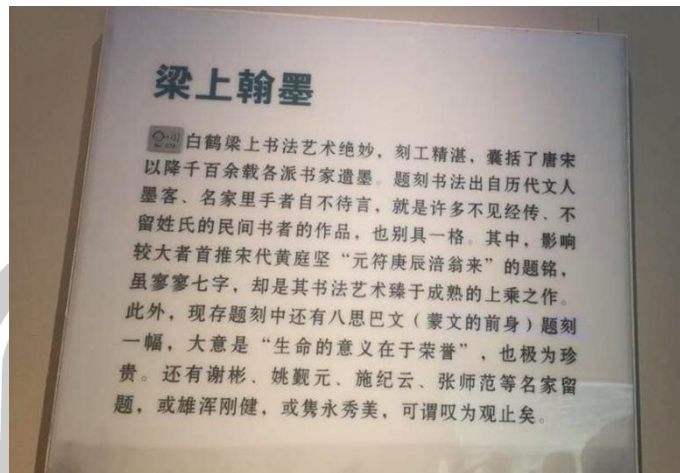 梁上翰墨
白鹤梁上书法艺术绝妙，刻工精湛，囊括了唐宋
以降千百余载各派书家遗墨。题刻书法出自历代文人
墨客、名家里手者自不待言，就是许多不见经传、不
留姓氏的民间书者的作品，也别具一格。其中，影响
较大者首推宋代黄庭坚“元符庚辰涪翁来”的题铭，
虽寥寥七字，却是其书法艺术臻于成熟的上乘之作。
此外，现存题刻中还有八思巴文（蒙文的前身）题刻
一幅，大意是“生命的意义在于荣誉”，也极为珍
贵。还有谢彬、姚觐元、施纪云、张师范等名家留
题，或雄浑刚健，或隽永秀美，可谓叹为观止矣。